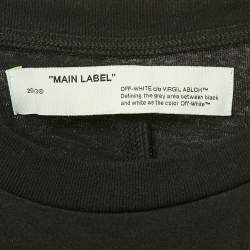 "MAIN LABEL"
OFF-WHITE c/o VIRGIL ABLOH™
Defining the grey area between black
and white as the color Off-White™